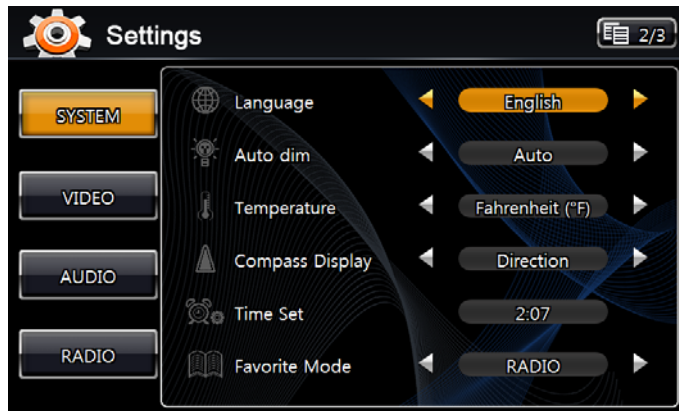 Settings
2/3
SYSTEM
VIDEO
AUDIO
RADIO
Language English
Auto dim Auto
Temperature Fahrenheit (°F)
Compass Display Direction
Time Set 2:07
Favorite Mode RADIO